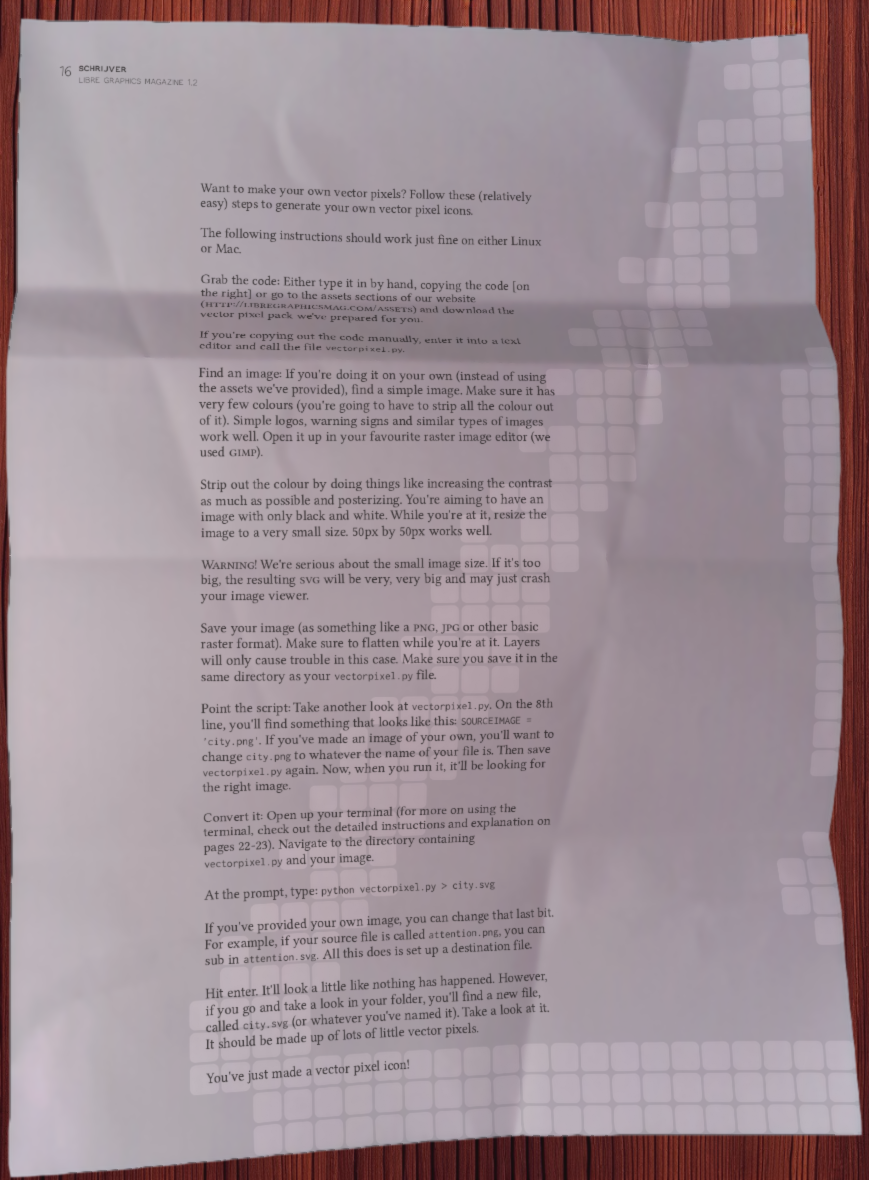 16 SCHRIJVER
LIBRE GRAPHICS MAGAZINE 1.2
Want to make your own vector pixels? Follow these (relatively
easy) steps to generate your own vector pixel icons.
The following instructions should work just fine on either Linux
or Mac.
Grab the code: Either type it in by hand, copying the code [on
the right] or go to the assets sections of our website
(HTTP://LIBREGRAPHICSMAG.COM/ASSETS) and download the
vector pixel pack we've prepared for you.
If you're copying out the code manually, enter it into a text
editor and call the file vectorpixel.py.
Find an image: If you're doing it on your own (instead of using
the assets we've provided), find a simple image. Make sure it has
very few colours (you're going to have to strip all the colour out
of it). Simple logos, warning signs and similar types of images
work well. Open it up in your favourite raster image editor (we
used GIMP).
Strip out the colour by doing things like increasing the contrast
as much as possible and posterizing. You're aiming to have an
image with only black and white. While you're at it, resize the
image to a very small size. 50px by 50px works well.
WARNING! We're serious about the small image size. If it's too
big, the resulting SVG will be very, very big and may just crash
your image viewer.
Save your image (as something like a PNG, JPG or other basic
raster format). Make sure to flatten while you're at it. Layers
will only cause trouble in this case. Make sure you save it in the
same directory as your vectorpixel.py file.
Point the script: Take another look at vectorpixel.py. On the 8th
line, you'll find something that looks like this: SOURCEIMAGE =
'city.png'. If you've made an image of your own, you'll want to
change city.png to whatever the name of your file is. Then save
vectorpixel.py again. Now, when you run it, it'll be looking for
the right image.
Convert it: Open up your terminal (for more on using the
terminal, check out the detailed instructions and explanation on
pages 22-23). Navigate to the directory containing
vectorpixel.py and your image.
At the prompt, type: python vectorpixel.py > city.svg
If you've provided your own image, you can change that last bit.
For example, if your source file is called attention.png, you can
sub in attention.svg. All this does is set up a destination file.
Hit enter. It'll look a little like nothing has happened. However,
if you go and take a look in your folder, you'll find a new file,
called city.svg (or whatever you've named it). Take a look at it.
It should be made up of lots of little vector pixels.
You've just made a vector pixel icon!